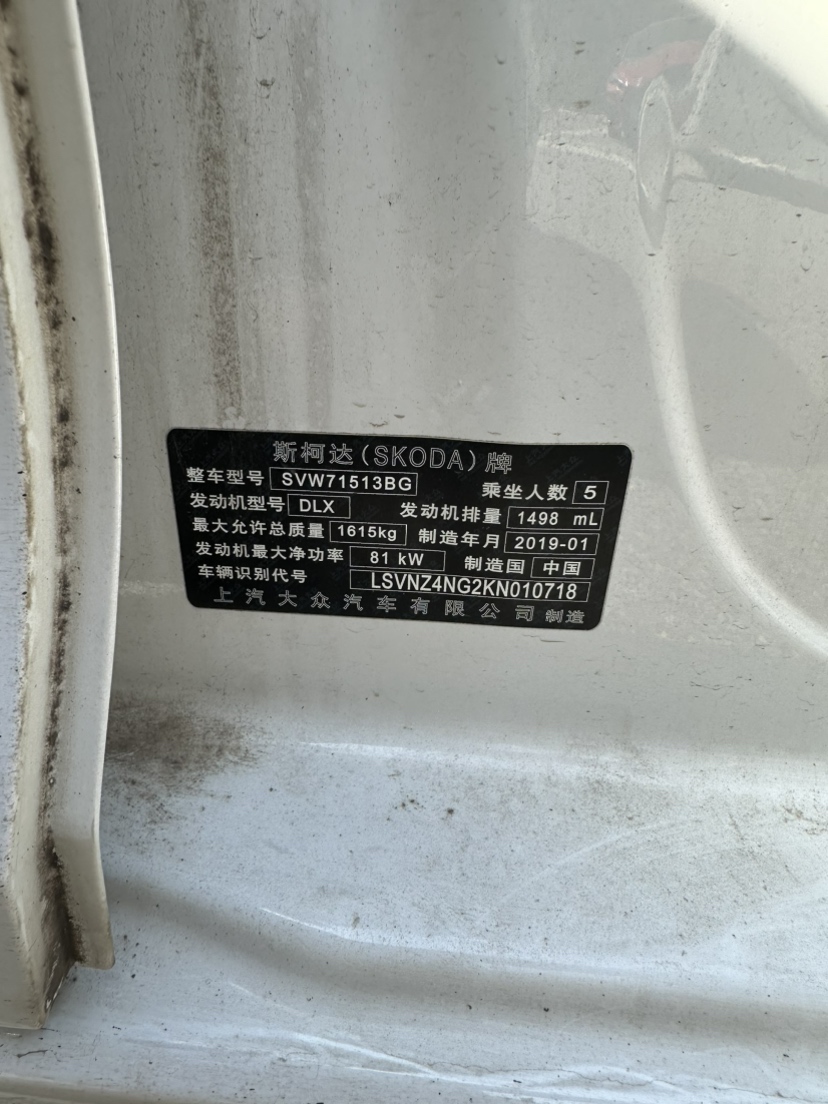 斯柯达(SKODA)牌
整车型号 SVW71513BG 乘坐人数 5
发动机型号 DLX 发动机排量 1498 mL
最大允许总质量 1615kg 制造年月 2019-01
发动机最大净功率 81 kW 制造国 中国
车辆识别代号 LSVNZ4NG2KN010718
上汽大众汽车有限公司 制造